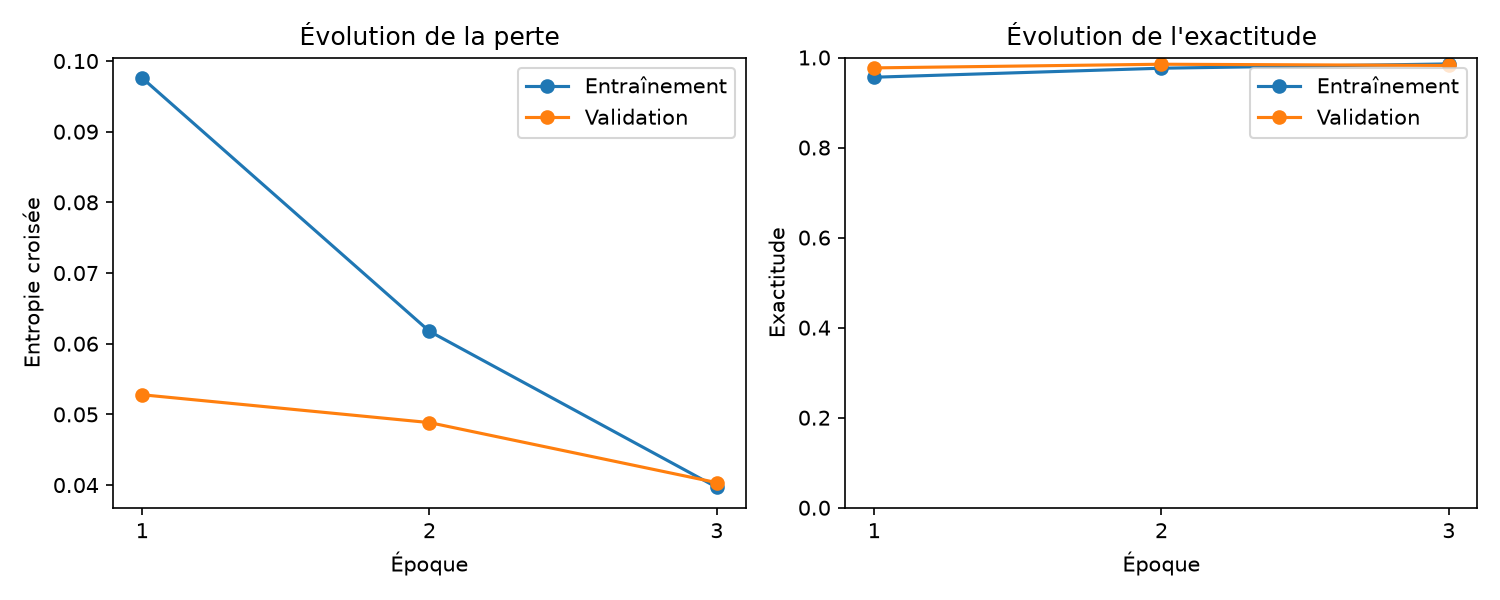 Évolution de la perte
Entropie croisée
0.10
0.09
0.08
0.07
0.06
0.05
0.04
1
2
3
Époque
Entraînement
Validation
Évolution de l'exactitude
Exactitude
1.0
0.8
0.6
0.4
0.2
0.0
1
2
3
Époque
Entraînement
Validation